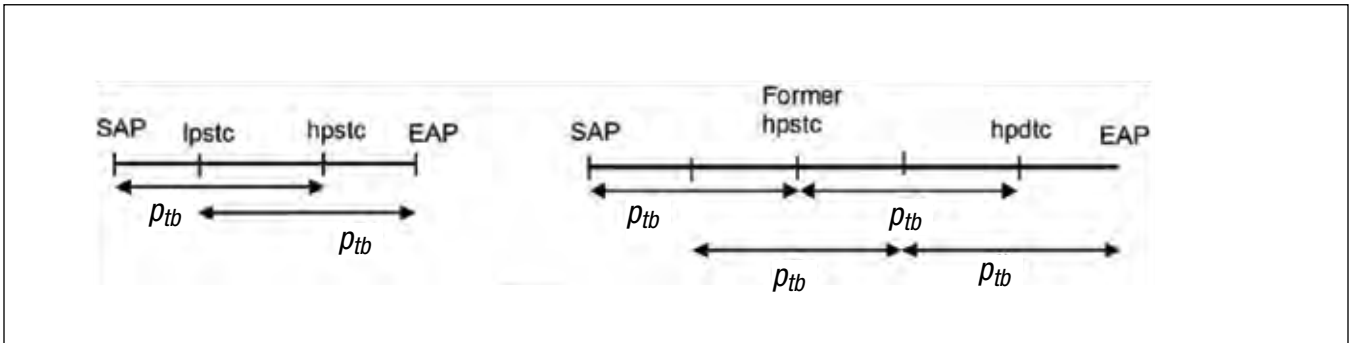 SAP lpstc hpstc EAP
p_tb
p_tb
Former
hpstc
SAP hpdtc EAP
p_tb p_tb
p_tb p_tb